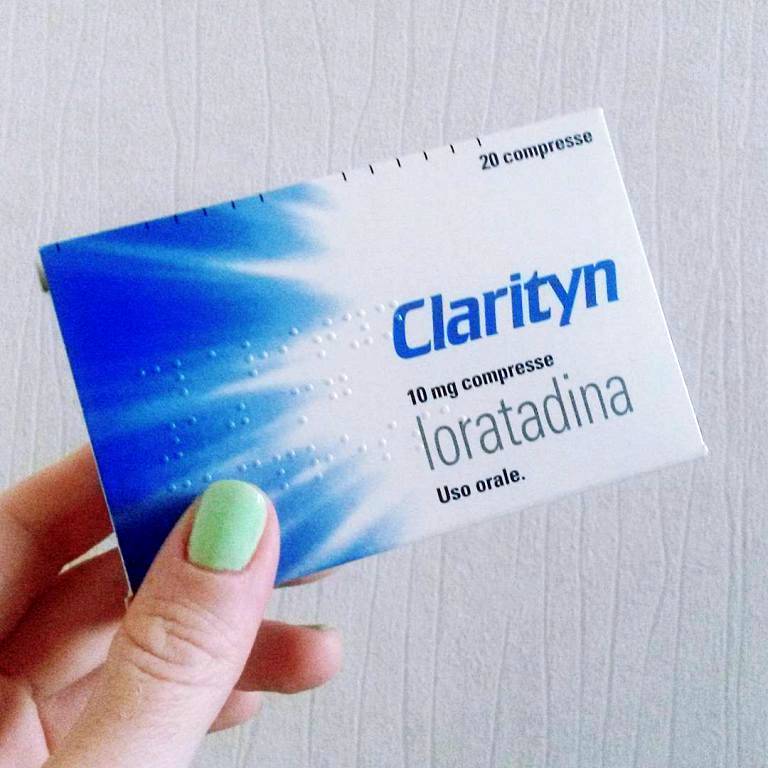 20 compresse
Clarityn
10 mg compresse
loratadina
Uso orale.